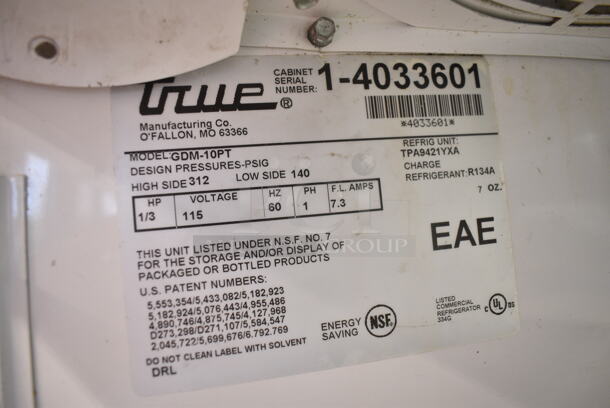 True®
CABINET SERIAL NUMBER: 1-4033601
Manufacturing Co.
O'FALLON, MO 63366
*4033601*
MODEL: GDM-10PT
REFRIG UNIT:
TPA9421YXA
DESIGN PRESSURES-PSIG
HIGH SIDE 312 LOW SIDE 140
CHARGE
REFRIGERANT: R134A
7 OZ.
HP VOLTAGE HZ PH F.L. AMPS
1/3 115 60 1 7.3
THIS UNIT LISTED UNDER N.S.F. NO. 7
FOR THE STORAGE AND/OR DISPLAY OF
PACKAGED OR BOTTLED PRODUCTS
EAE
U.S. PATENT NUMBERS:
5,553,354/5,433,082/5,182,923
5,182,924/5,076,443/4,955,486
4,890,746/4,875,745/4,127,968
D273,298/D271,107/5,584,547
2,045,722/5,699,676/6,792,769
ENERGY
SAVING
NSF®
LISTED
COMMERCIAL
REFRIGERATOR
334G
C UL ® DS
DO NOT CLEAN LABEL WITH SOLVENT
DRL
GROUP